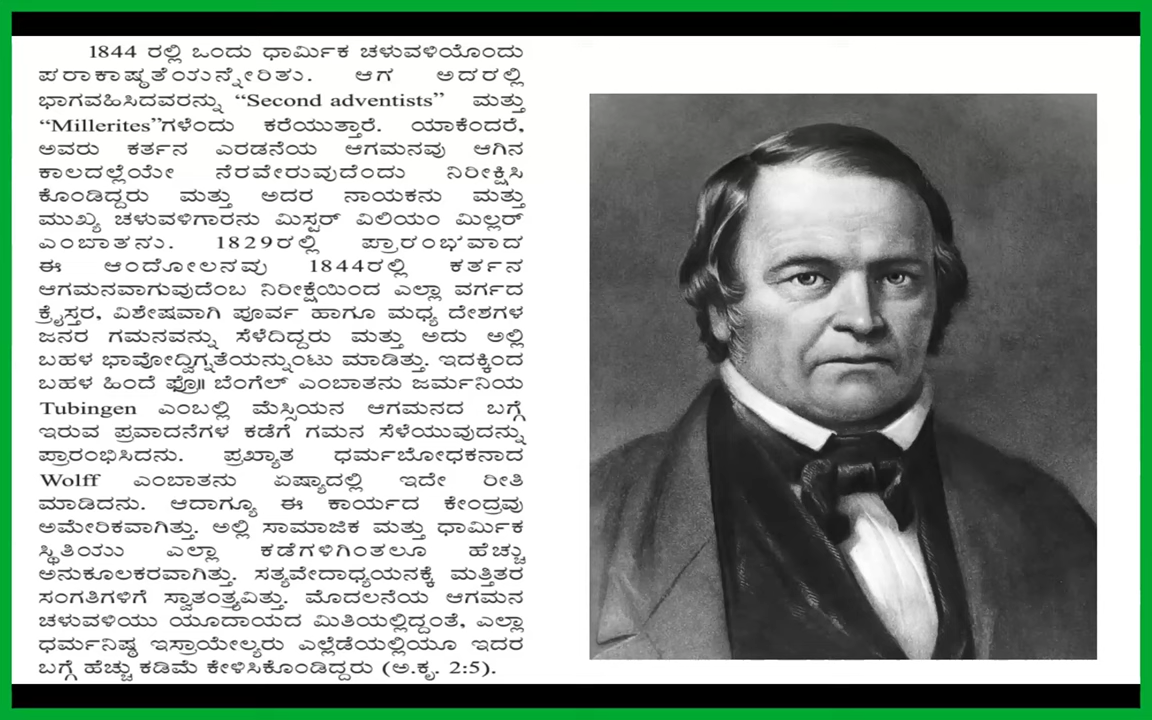 1844 ರಲ್ಲಿ ಒಂದು ಧಾರ್ಮಿಕ ಚಳುವಳಿಯೊಂದು
ಪರಾಕಾಷ್ಠತೆಯನ್ನೇರಿತು. ಆಗ ಅದರಲ್ಲಿ
ಭಾಗವಹಿಸಿದವರನ್ನು “Second adventists” ಮತ್ತು
“Millerites”ಗಳೆಂದು ಕರೆಯುತ್ತಾರೆ. ಯಾಕೆಂದರೆ,
ಅವರು ಕರ್ತನ ಎರಡನೆಯ ಆಗಮನವು ಆಗಿನ
ಕಾಲದಲ್ಲೆಯೇ ನೆರವೇರುವುದೆಂದು ನಿರೀಕ್ಷಿಸಿ
ಕೊಂಡಿದ್ದರು ಮತ್ತು ಅದರ ನಾಯಕನು ಮತ್ತು
ಮುಖ್ಯ ಚಳುವಳಿಗಾರನು ಮಿಸ್ಟರ್ ವಿಲಿಯಂ ಮಿಲ್ಲರ್
ಎಂಬಾತನು. 1829ರಲ್ಲಿ ಪ್ರಾರಂಭವಾದ
ಈ ಆಂದೋಲನವು 1844ರಲ್ಲಿ ಕರ್ತನ
ಆಗಮನವಾಗುವುದೆಂಬ ನಿರೀಕ್ಷೆಯಿಂದ ಎಲ್ಲಾ ವರ್ಗದ
ಕ್ರೈಸ್ತರ, ವಿಶೇಷವಾಗಿ ಪೂರ್ವ ಹಾಗೂ ಮಧ್ಯ ದೇಶಗಳ
ಜನರ ಗಮನವನ್ನು ಸೆಳೆದಿದ್ದರು ಮತ್ತು ಅದು ಅಲ್ಲಿ
ಬಹಳ ಭಾವೋದ್ವಿಗ್ನತೆಯನ್ನುಂಟು ಮಾಡಿತ್ತು. ಇದಕ್ಕಿಂದ
ಬಹಳ ಹಿಂದೆ ಫ್ರೊ॥ ಬೆಂಗೆಲ್ ಎಂಬಾತನು ಜರ್ಮನಿಯ
Tubingen ಎಂಬಲ್ಲಿ ಮೆಸ್ಸಿಯನ ಆಗಮನದ ಬಗ್ಗೆ
ಇರುವ ಪ್ರವಾದನೆಗಳ ಕಡೆಗೆ ಗಮನ ಸೆಳೆಯುವುದನ್ನು
ಪ್ರಾರಂಭಿಸಿದನು. ಪ್ರಖ್ಯಾತ ಧರ್ಮಬೋಧಕನಾದ
Wolff ಎಂಬಾತನು ಏಷ್ಯಾದಲ್ಲಿ ಇದೇ ರೀತಿ
ಮಾಡಿದನು. ಆದಾಗ್ಯೂ ಈ ಕಾರ್ಯದ ಕೇಂದ್ರವು
ಅಮೇರಿಕವಾಗಿತ್ತು. ಅಲ್ಲಿ ಸಾಮಾಜಿಕ ಮತ್ತು ಧಾರ್ಮಿಕ
ಸ್ಥಿತಿಯು ಎಲ್ಲಾ ಕಡೆಗಳಿಗಿಂತಲೂ ಹೆಚ್ಚು
ಅನುಕೂಲಕರವಾಗಿತ್ತು. ಸತ್ಯವೇದಾಧ್ಯಯನಕ್ಕೆ ಮತ್ತಿತರ
ಸಂಗತಿಗಳಿಗೆ ಸ್ವಾತಂತ್ರ್ಯವಿತ್ತು. ಮೊದಲನೆಯ ಆಗಮನ
ಚಳುವಳಿಯು ಯೂದಾಯದ ಮಿತಿಯಲ್ಲಿದ್ದಂತೆ, ಎಲ್ಲಾ
ಧರ್ಮನಿಷ್ಠ ಇಸ್ರಾಯೇಲ್ಯರು ಎಲ್ಲೆಡೆಯಲ್ಲಿಯೂ ಇದರ
ಬಗ್ಗೆ ಹೆಚ್ಚು ಕಡಿಮೆ ಕೇಳಿಸಿಕೊಂಡಿದ್ದರು (ಅ.ಕೃ. 2:5).